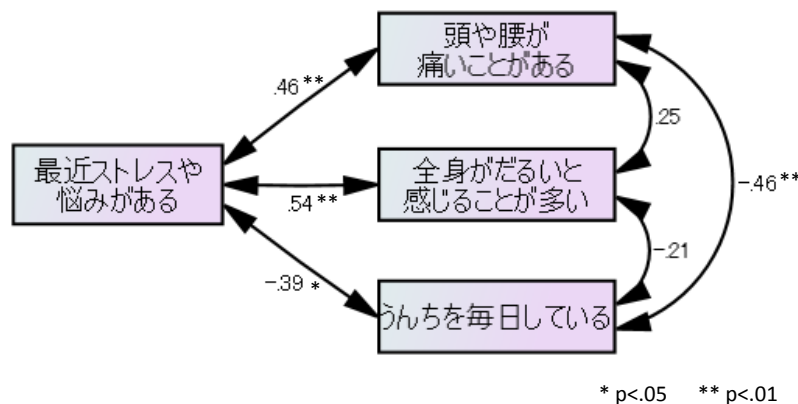 頭や腰が
痛いことがある
.46 **
.25
最近ストレスや
悩みがある
全身がだるいと
感じることが多い
.54 **
-.46 **
-.21
-.39 *
うんちを毎日している
* p<.05 ** p<.01